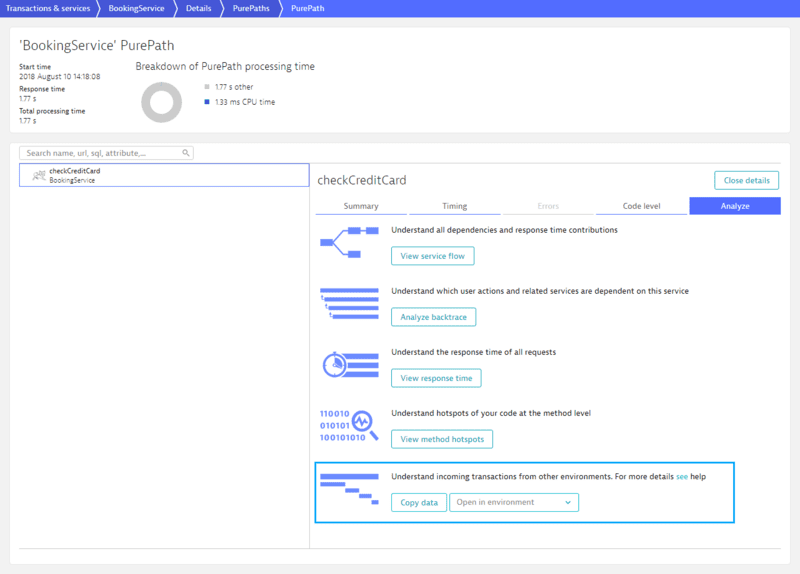 Transactions & services
BookingService
Details
PurePaths
PurePath
'BookingService' PurePath
Start time
2018 August 10 14:18:08
Response time
1.77 s
Total processing time
1.77 s
Breakdown of PurePath processing time
1.77 s other
1.33 ms CPU time
Search name, url, sql, attribute,...
checkCreditCard
BookingService
checkCreditCard
Close details
Summary
Timing
Errors
Code level
Analyze
Understand all dependencies and response time contributions
View service flow
Understand which user actions and related services are dependent on this service
Analyze backtrace
Understand the response time of all requests
View response time
110010
010101
100101010
Understand hotspots of your code at the method level
View method hotspots
Understand incoming transactions from other environments. For more details see help
Copy data
Open in environment